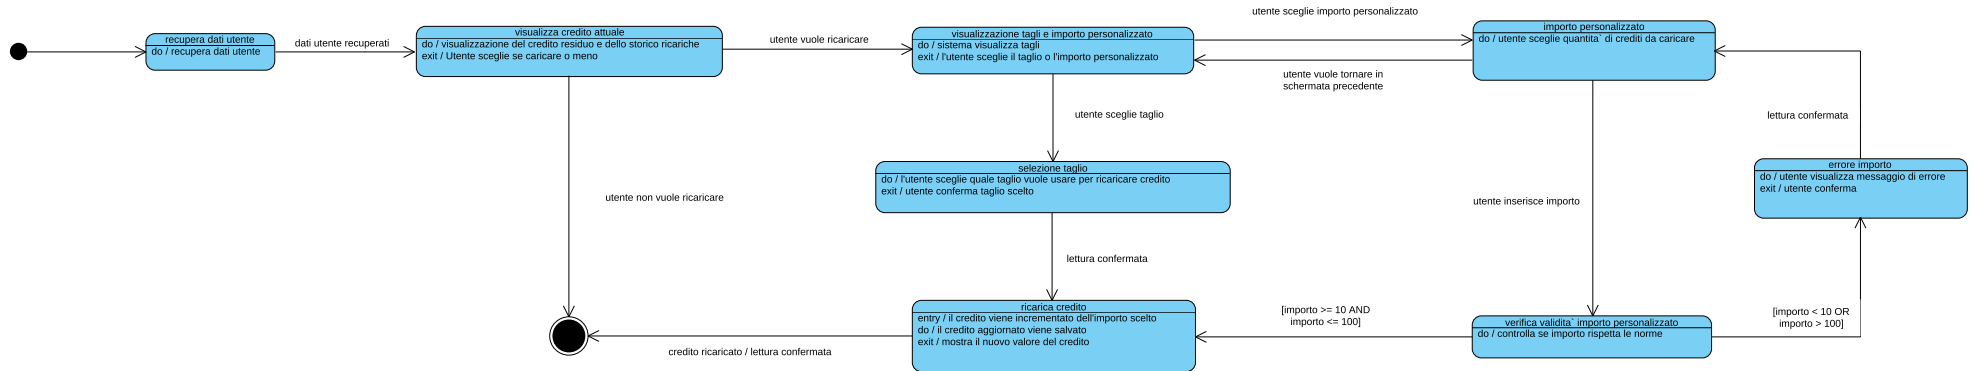 recupera dati utente
do / recupera dati utente
dati utente recuperati
visualizza credito attuale
do / visualizzazione del credito residuo e dello storico ricariche
exit / Utente sceglie se caricare o meno
utente vuole ricaricare
visualizzazione tagli e importo personalizzato
do / sistema visualizza tagli
exit / l'utente sceglie il taglio o l'importo personalizzato
utente sceglie importo personalizzato
utente vuole tornare in
schermata precedente
importo personalizzato
do / utente sceglie quantita` di crediti da caricare
utente sceglie taglio
lettura confermata
selezione taglio
do / l'utente sceglie quale taglio vuole usare per ricaricare credito
exit / utente conferma taglio scelto
errore importo
do / utente visualizza messaggio di errore
exit / utente conferma
utente non vuole ricaricare
utente inserisce importo
lettura confermata
ricarica credito
entry / il credito viene incrementato dell'importo scelto
do / il credito aggiornato viene salvato
exit / mostra il nuovo valore del credito
[importo >= 10 AND
importo <= 100]
verifica validita` importo personalizzato
do / controlla se importo rispetta le norme
[importo < 10 OR
importo > 100]
credito ricaricato / lettura confermata